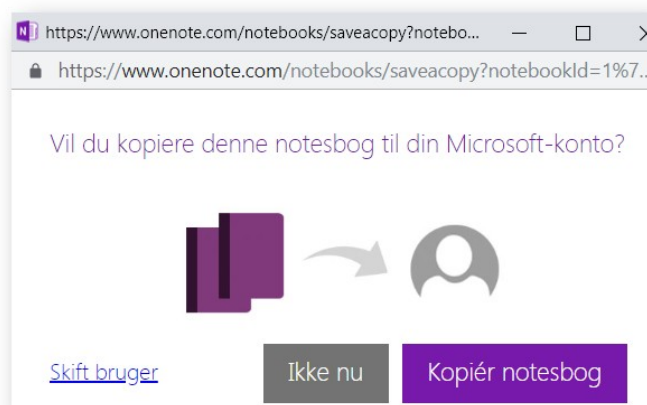 N https://www.onenote.com/notebooks/saveacopy?notebo...
https://www.onenote.com/notebooks/saveacopy?notebookId=1%7...
Vil du kopiere denne notesbog til din Microsoft-konto?
Skift bruger Ikke nu Kopiér notesbog